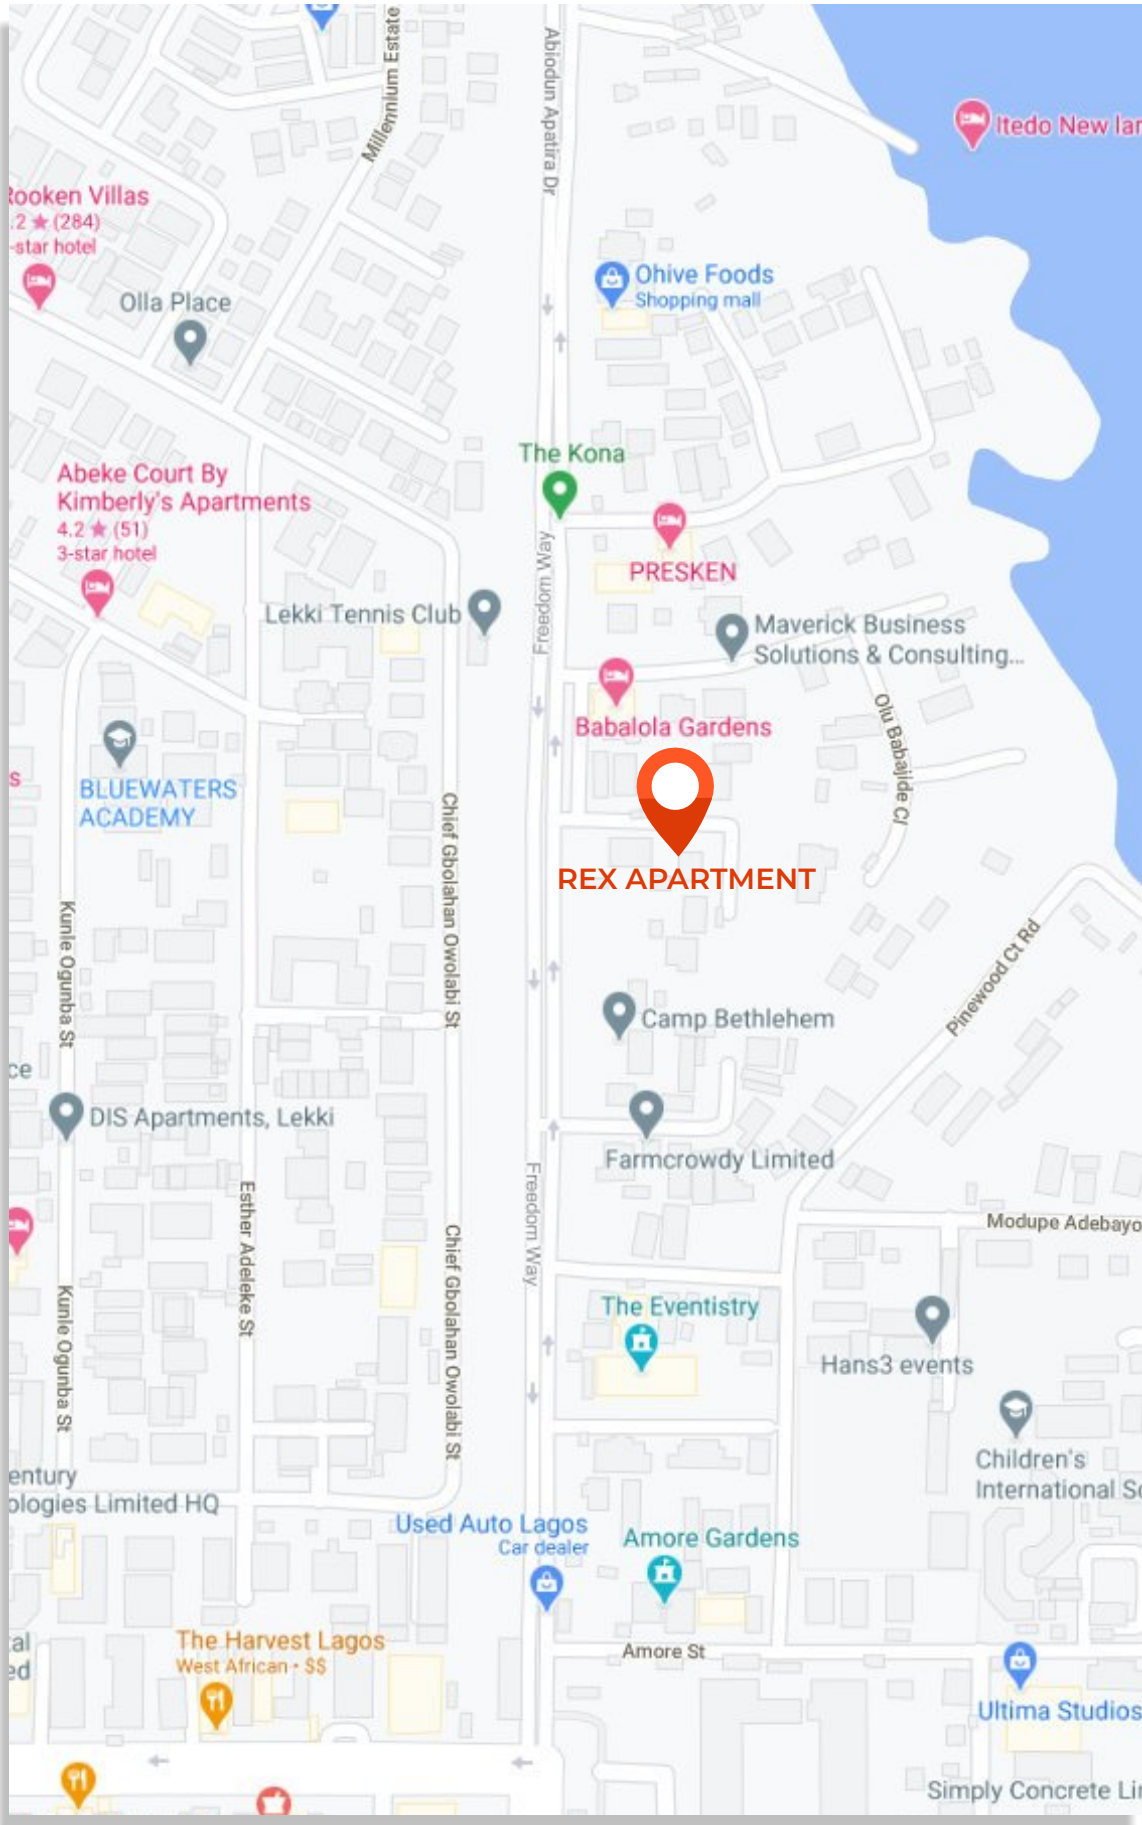 Millennium Estate
Abiodun Apatira Dr
Itedo New lar
Rooken Villas
.2 ★ (284)
-star hotel
Olla Place
Ohive Foods
Shopping mall
The Kona
Abeke Court By
Kimberly's Apartments
4.2 ★ (51)
3-star hotel
Freedom Way
PRESKEN
Lekki Tennis Club
Maverick Business
Solutions & Consulting...
Babalola Gardens
Olu Babajide Cl
s
BLUEWATERS
ACADEMY
Chief Gbolahan Owolabi St
REX APARTMENT
Kunle Ogunba St
Pinewood Ct Rd
Camp Bethlehem
ce
DIS Apartments, Lekki
Farmcrowdy Limited
Esther Adeleke St
Freedom Way
Chief Gbolahan Owolabi St
Modupe Adebayo
Kunle Ogunba St
The Eventistry
Hans3 events
Children's
International Sc
entury
ologies Limited HQ
Used Auto Lagos
Car dealer
Amore Gardens
The Harvest Lagos
West African • $$
al
ed
Amore St
Ultima Studios
Simply Concrete Lir